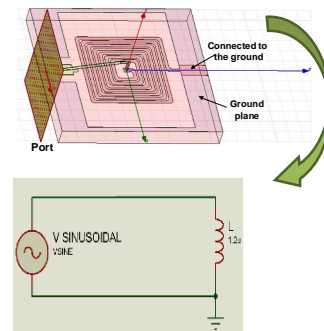 Connected to
the ground
Ground
plane
Port
V SINUSOIDAL
VSINE
L
1.2u